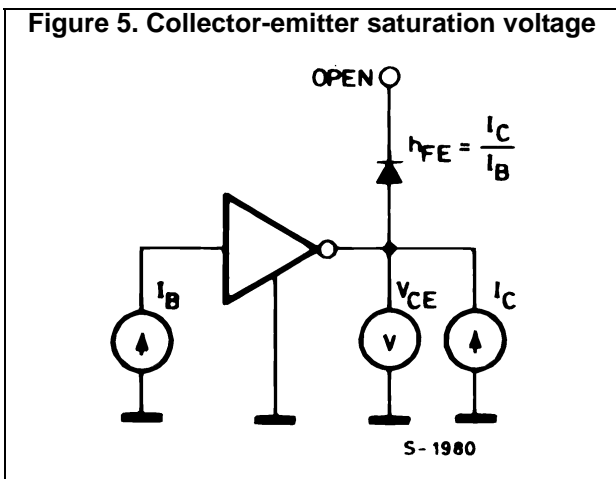 Figure 5. Collector-emitter saturation voltage
OPEN
hFE = IC
IB
IB
VCE
IC
V
S-1980